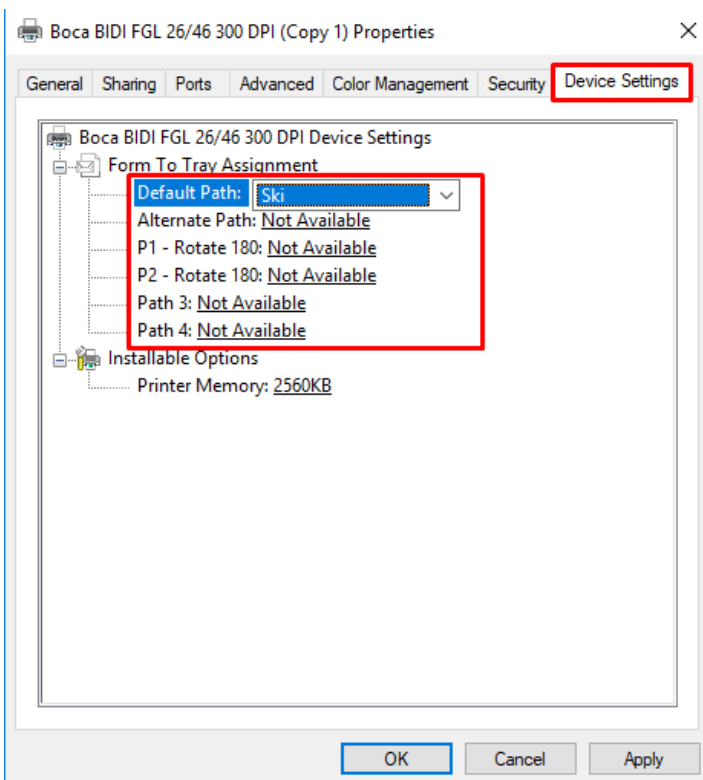 Boca BIDI FGL 26/46 300 DPI (Copy 1) Properties
General Sharing Ports Advanced Color Management Security Device Settings
Boca BIDI FGL 26/46 300 DPI Device Settings
Form To Tray Assignment
Default Path: Ski
Alternate Path: Not Available
P1 - Rotate 180: Not Available
P2 - Rotate 180: Not Available
Path 3: Not Available
Path 4: Not Available
Installable Options
Printer Memory: 2560KB
OK Cancel Apply